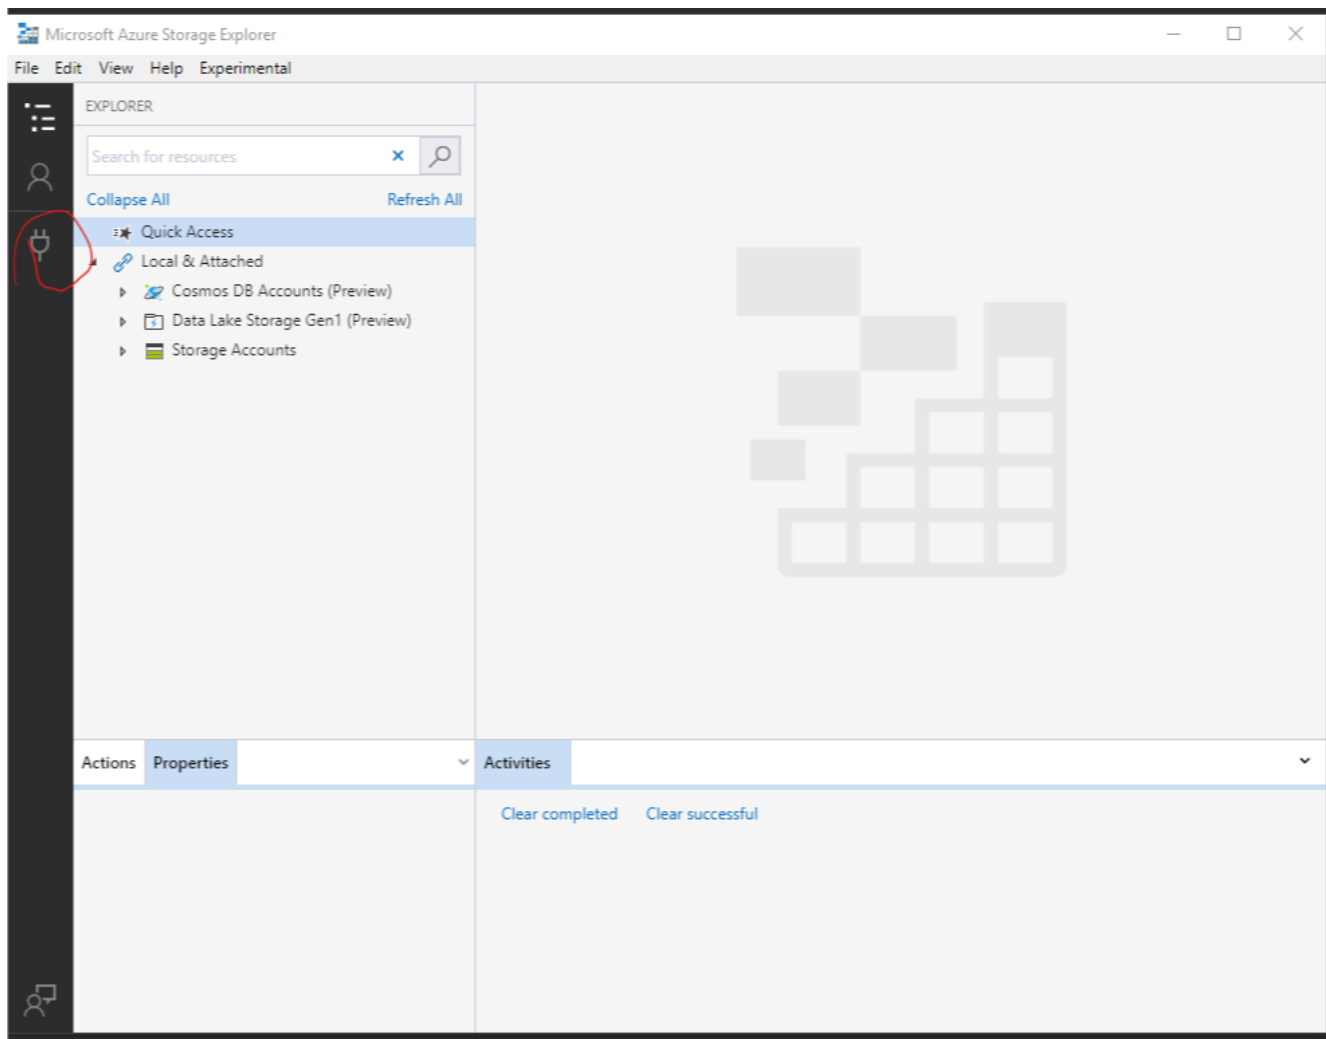 Microsoft Azure Storage Explorer
File Edit View Help Experimental
EXPLORER
Search for resources
Collapse All Refresh All
Quick Access
Local & Attached
Cosmos DB Accounts (Preview)
Data Lake Storage Gen1 (Preview)
Storage Accounts
Actions Properties Activities
Clear completed Clear successful